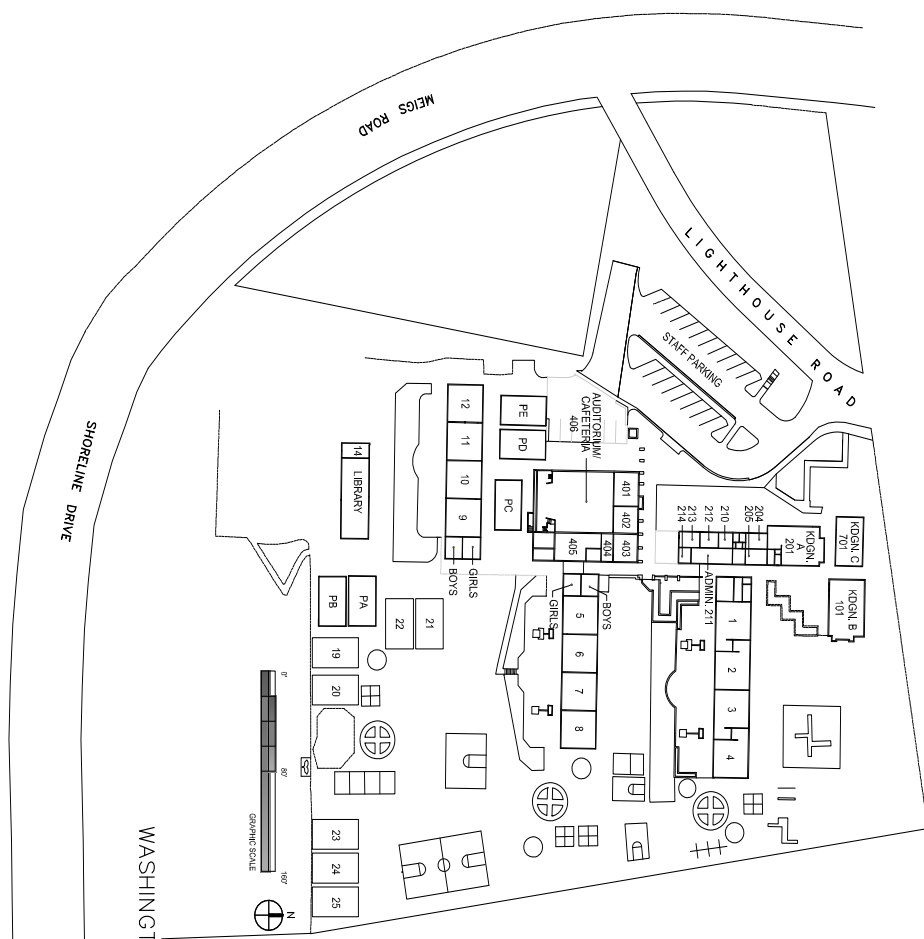 MEIGS ROAD
LIGHTHOUSE ROAD
STAFF PARKING
SHORELINE DRIVE
AUDITORIUM/
CAFETERIA
406
PE
PD
PC
12
11
10
9
14
LIBRARY
BOYS
GIRLS
401
402
403
404
405
204
205
210
212
213
214
ADMIN. 211
KDGN.
A
201
KDGN. C
701
KDGN. B
101
GIRLS
BOYS
1
2
3
4
5
6
7
8
PB
PA
22
21
19
20
23
24
25
0'
80'
160'
GRAPHIC SCALE
N
WASHINGT